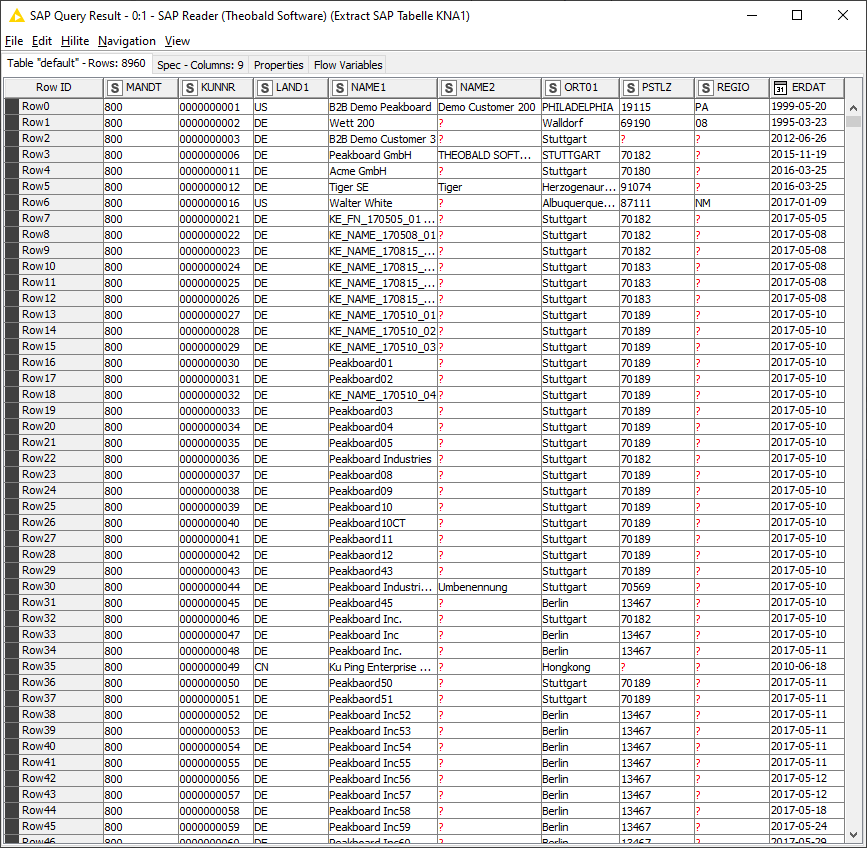 SAP Query Result - 0:1 - SAP Reader (Theobald Software) (Extract SAP Tabelle KNA1)
File Edit Hilite Navigation View
Table "default" - Rows: 8960 Spec - Columns: 9 Properties Flow Variables
Row ID S MANDT S KUNNR S LAND1 S NAME1 S NAME2 S ORT01 S PSTLZ S REGIO 31 ERDAT
Row0 800 0000000001 US B2B Demo Peakboard Demo Customer 200 PHILADELPHIA 19115 PA 1999-05-20
Row1 800 0000000002 DE Wett 200 ? Walldorf 69190 08 1995-03-23
Row2 800 0000000003 DE B2B Demo Customer 3 ? Stuttgart ? ? 2012-06-26
Row3 800 0000000006 DE Peakboard GmbH THEOBALD SOFT... STUTTGART 70182 ? 2015-11-19
Row4 800 0000000011 DE Acme GmbH ? Stuttgart 70180 ? 2016-03-25
Row5 800 0000000012 DE Tiger SE Tiger Herzogenaur... 91074 ? 2016-03-25
Row6 800 0000000016 US Walter White ? Albuquerque... 87111 NM 2017-01-09
Row7 800 0000000021 DE KE_FN_170505_01 ... ? Stuttgart 70182 ? 2017-05-05
Row8 800 0000000022 DE KE_NAME_170508_01 ? Stuttgart 70182 ? 2017-05-08
Row9 800 0000000023 DE KE_NAME_170815_... ? Stuttgart 70182 ? 2017-05-08
Row10 800 0000000024 DE KE_NAME_170815_... ? Stuttgart 70183 ? 2017-05-08
Row11 800 0000000025 DE KE_NAME_170815_... ? Stuttgart 70183 ? 2017-05-08
Row12 800 0000000026 DE KE_NAME_170815_... ? Stuttgart 70183 ? 2017-05-08
Row13 800 0000000027 DE KE_NAME_170510_01 ? Stuttgart 70189 ? 2017-05-10
Row14 800 0000000028 DE KE_NAME_170510_02 ? Stuttgart 70189 ? 2017-05-10
Row15 800 0000000029 DE KE_NAME_170510_03 ? Stuttgart 70189 ? 2017-05-10
Row16 800 0000000030 DE Peakboard01 ? Stuttgart 70189 ? 2017-05-10
Row17 800 0000000031 DE Peakboard02 ? Stuttgart 70189 ? 2017-05-10
Row18 800 0000000032 DE KE_NAME_170510_04 ? Stuttgart 70189 ? 2017-05-10
Row19 800 0000000033 DE Peakboard03 ? Stuttgart 70189 ? 2017-05-10
Row20 800 0000000034 DE Peakboard04 ? Stuttgart 70189 ? 2017-05-10
Row21 800 0000000035 DE Peakboard05 ? Stuttgart 70189 ? 2017-05-10
Row22 800 0000000036 DE Peakboard Industries ? Stuttgart 70182 ? 2017-05-10
Row23 800 0000000037 DE Peakboard08 ? Stuttgart 70189 ? 2017-05-10
Row24 800 0000000038 DE Peakboard09 ? Stuttgart 70189 ? 2017-05-10
Row25 800 0000000039 DE Peakboard10 ? Stuttgart 70189 ? 2017-05-10
Row26 800 0000000040 DE Peakboard10CT ? Stuttgart 70189 ? 2017-05-10
Row27 800 0000000041 DE Peakboard11 ? Stuttgart 70189 ? 2017-05-10
Row28 800 0000000042 DE Peakboard12 ? Stuttgart 70189 ? 2017-05-10
Row29 800 0000000043 DE Peakboard43 ? Stuttgart 70189 ? 2017-05-10
Row30 800 0000000044 DE Peakboard Industri... Umbenennung Stuttgart 70569 ? 2017-05-10
Row31 800 0000000045 DE Peakboard45 ? Berlin 13467 ? 2017-05-10
Row32 800 0000000046 DE Peakboard Inc. ? Stuttgart 70182 ? 2017-05-10
Row33 800 0000000047 DE Peakboard Inc ? Berlin 13467 ? 2017-05-10
Row34 800 0000000048 DE Peakboard Inc. ? Berlin 13467 ? 2017-05-11
Row35 800 0000000049 CN Ku Ping Enterprise ... ? Hongkong ? ? 2010-06-18
Row36 800 0000000050 DE Peakbaord50 ? Stuttgart 70189 ? 2017-05-11
Row37 800 0000000051 DE Peakbaord51 ? Stuttgart 70189 ? 2017-05-11
Row38 800 0000000052 DE Peakboard Inc52 ? Berlin 13467 ? 2017-05-11
Row39 800 0000000053 DE Peakboard Inc53 ? Berlin 13467 ? 2017-05-11
Row40 800 0000000054 DE Peakboard Inc54 ? Berlin 13467 ? 2017-05-11
Row41 800 0000000055 DE Peakboard Inc55 ? Berlin 13467 ? 2017-05-11
Row42 800 0000000056 DE Peakboard Inc56 ? Berlin 13467 ? 2017-05-12
Row43 800 0000000057 DE Peakboard Inc57 ? Berlin 13467 ? 2017-05-12
Row44 800 0000000058 DE Peakboard Inc58 ? Berlin 13467 ? 2017-05-18
Row45 800 0000000059 DE Peakboard Inc59 ? Berlin 13467 ? 2017-05-24
Row46 800 0000000060 DE Peakboard Inc60 ? Berlin 13467 ? 2017-05-29